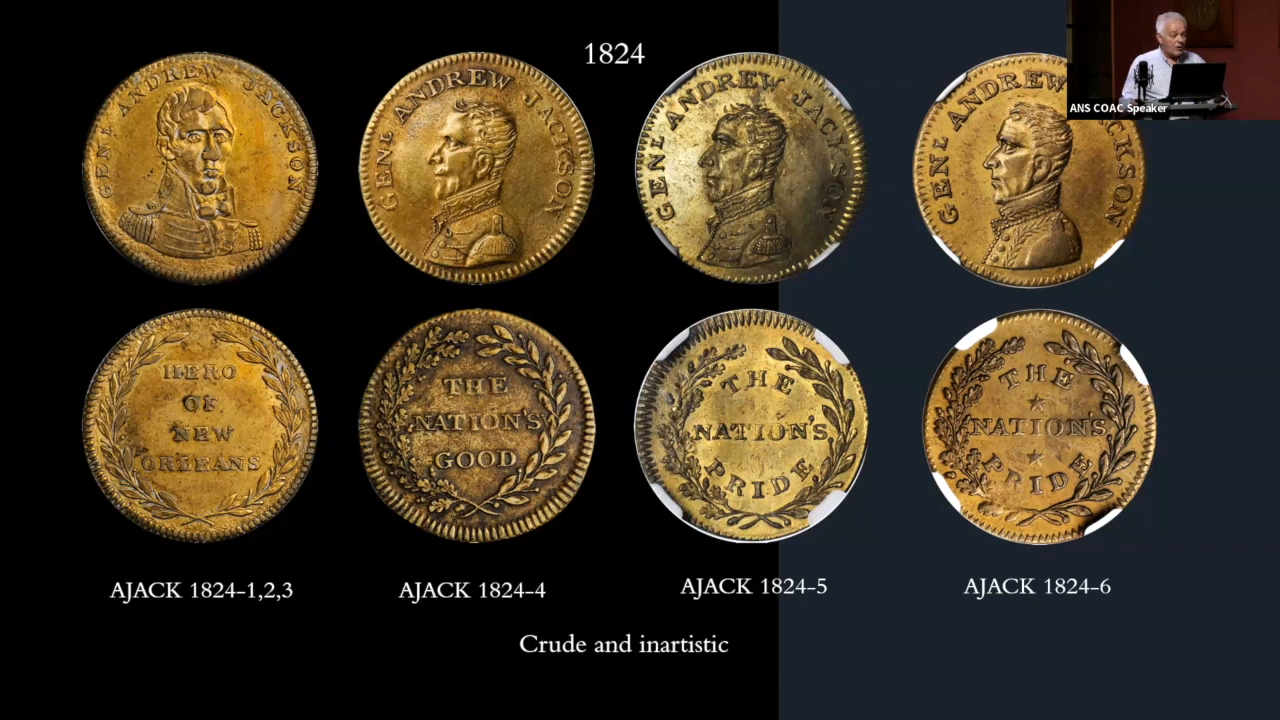 1824
GENL ANDREW JACKSON
GENL ANDREW JACKSON
GENL ANDREW JACKSON
GENL ANDREW JACKSON
ANS COAC Speaker
HERO
OF
NEW
ORLEANS
THE
NATION'S
GOOD
THE
NATION'S
PRIDE
THE
NATION'S
PRIDE
AJACK 1824-1,2,3
AJACK 1824-4
AJACK 1824-5
AJACK 1824-6
Crude and inartistic